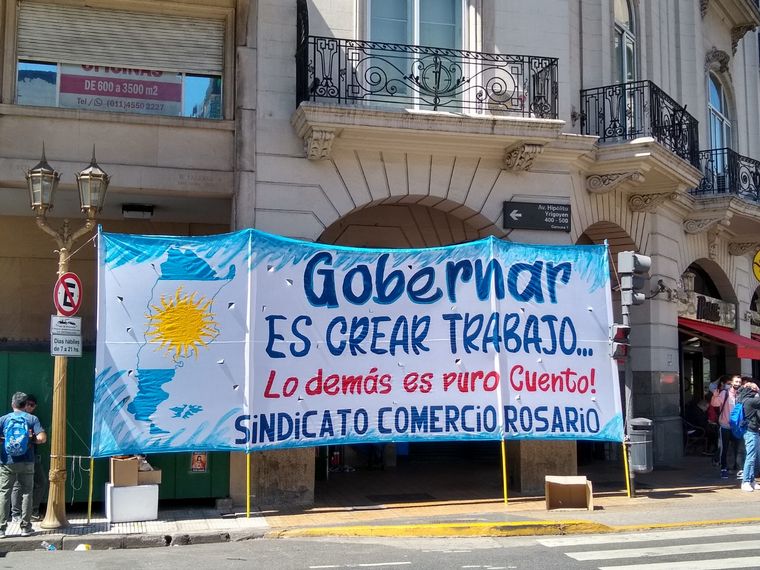 OFICINAS
DE 600 a 3500 m2
Tel / (011)4550 2227
Av. Hipólito
Yrigoyen
400 - 500
E
Días hábiles
de 7 a 21 hs.
Gobernar
ES CREAR TRABAJO...
Lo demás es puro Cuento!
SiNDICATO COMERCiO ROSARiO